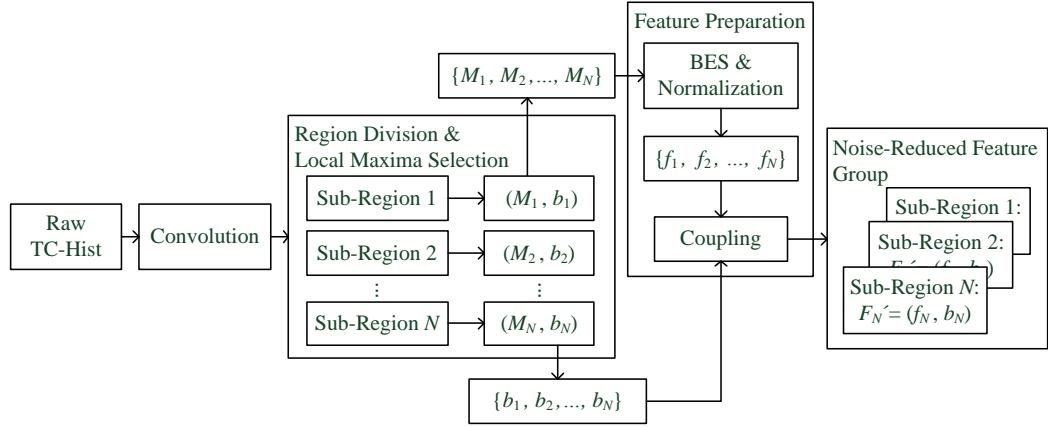 Feature Preparation
BES &
Normalization
{M1, M2,..., MN}
{f1, f2, ..., fN}
Coupling
Region Division &
Local Maxima Selection
Sub-Region 1
(M1, b1)
Sub-Region 2
(M2, b2)
⋮
⋮
Sub-Region N
(MN, bN)
Raw
TC-Hist
Convolution
{b1, b2,..., bN}
Noise-Reduced Feature
Group
Sub-Region 1:
Sub-Region 2:
Sub-Region N:
FN´= (fN, bN)